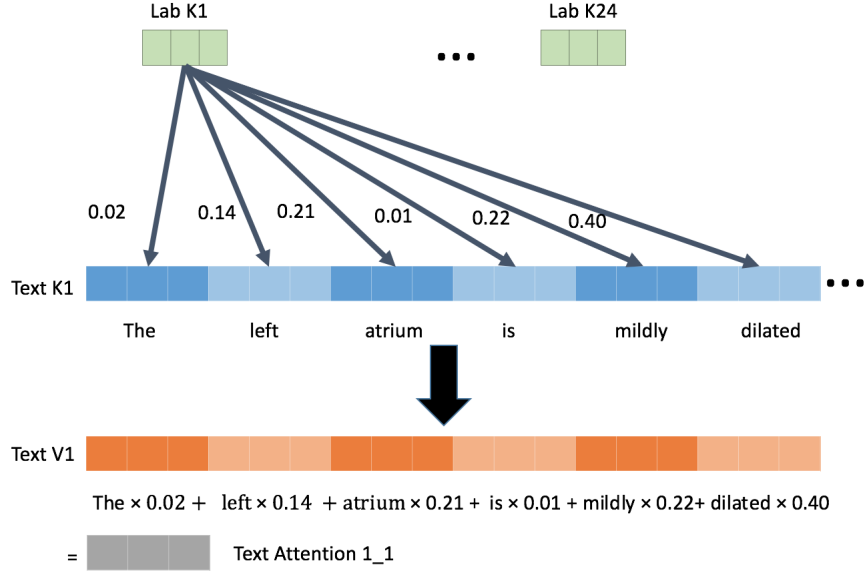 Lab K1 ... Lab K24
0.02 0.14 0.21 0.01 0.22 0.40
Text K1 ...
The left atrium is mildly dilated
Text V1
The × 0.02 + left × 0.14 + atrium × 0.21 + is × 0.01 + mildly × 0.22+ dilated × 0.40
= Text Attention 1_1